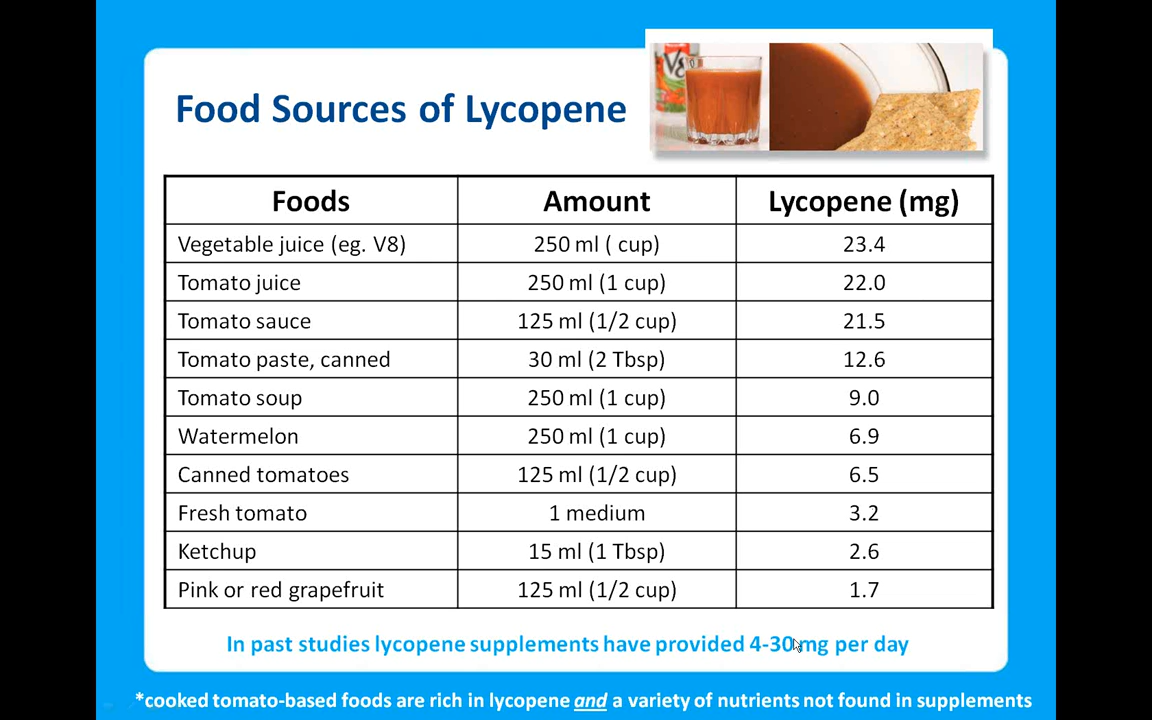 Food Sources of Lycopene
V8
Foods Amount Lycopene (mg)
Vegetable juice (eg. V8) 250 ml ( cup) 23.4
Tomato juice 250 ml (1 cup) 22.0
Tomato sauce 125 ml (1/2 cup) 21.5
Tomato paste, canned 30 ml (2 Tbsp) 12.6
Tomato soup 250 ml (1 cup) 9.0
Watermelon 250 ml (1 cup) 6.9
Canned tomatoes 125 ml (1/2 cup) 6.5
Fresh tomato 1 medium 3.2
Ketchup 15 ml (1 Tbsp) 2.6
Pink or red grapefruit 125 ml (1/2 cup) 1.7
In past studies lycopene supplements have provided 4-30 mg per day
*cooked tomato-based foods are rich in lycopene and a variety of nutrients not found in supplements